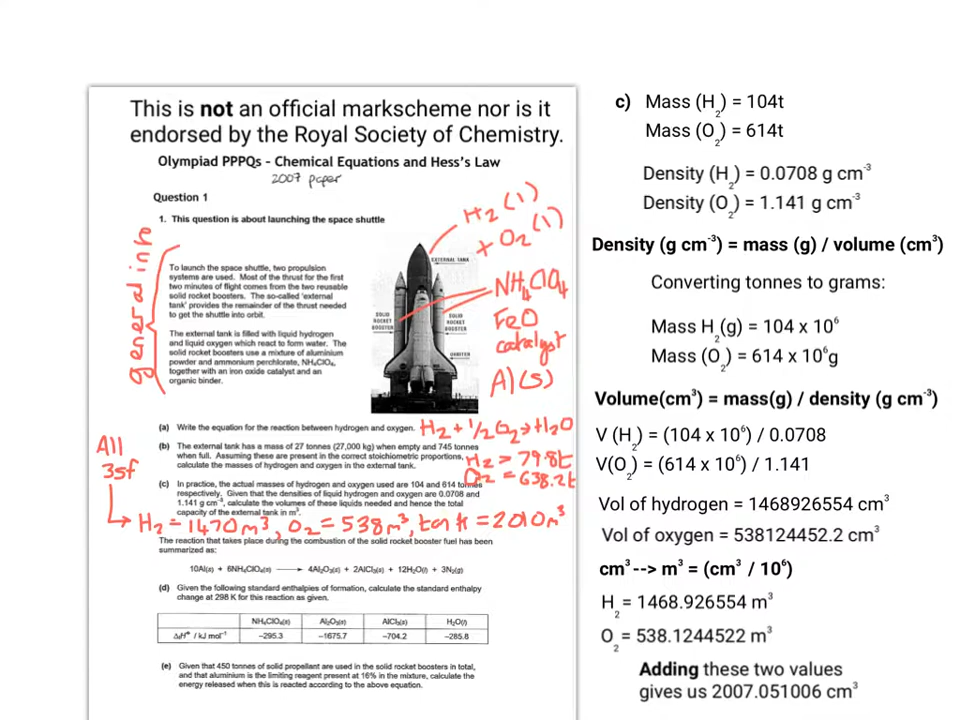 This is not an official markscheme nor is it
endorsed by the Royal Society of Chemistry.
Olympiad PPPQs - Chemical Equations and Hess's Law
2007 paper
Question 1
1. This question is about launching the space shuttle
general info
To launch the space shuttle, two propulsion
systems are used. Most of the thrust for the first
two minutes of flight comes from the two reusable
solid rocket boosters. The so-called 'external
tank' provides the remainder of the thrust needed
to get the shuttle into orbit.
The external tank is filled with liquid hydrogen
and liquid oxygen which react to form water. The
solid rocket boosters use a mixture of aluminium
powder and ammonium perchlorate, NH₄ClO₄,
together with an iron oxide catalyst and an
organic binder.
H₂ (l)
+ O₂ (l)
EXTERNAL TANK
NH₄ClO₄
FeO
catalyst
Al(s)
SOLID ROCKET BOOSTER
SOLID ROCKET BOOSTER
ORBITER
(a) Write the equation for the reaction between hydrogen and oxygen. H₂ + 1/2 O₂ → H₂O
(b) The external tank has a mass of 27 tonnes (27,000 kg) when empty and 745 tonnes
when full. Assuming these are present in the correct stoichiometric proportions,
calculate the masses of hydrogen and oxygen in the external tank.
H₂ = 79.8t
O₂ = 638.2t
All
3sf
(c) In practice, the actual masses of hydrogen and oxygen used are 104 and 614 tonnes
respectively. Given that the densities of liquid hydrogen and oxygen are 0.0708 and
1.141 g cm⁻³, calculate the volumes of these liquids needed and hence the total
capacity of the external tank in m³.
H₂ = 1470m³, O₂ = 538m³, tank = 2010m³
The reaction that takes place during the combustion of the solid rocket booster fuel has been
summarized as:
10Al(s) + 6NH₄ClO₄(s) ⟶ 4Al₂O₃(s) + 2AlCl₃(s) + 12H₂O(l) + 3N₂(g)
(d) Given the following standard enthalpies of formation, calculate the standard enthalpy
change at 298 K for this reaction as given.
NH₄ClO₄(s) Al₂O₃(s) AlCl₃(s) H₂O(l)
ΔfH⦵ / kJ mol⁻¹ −295.3 −1675.7 −704.2 −285.8
(e) Given that 450 tonnes of solid propellant are used in the solid rocket boosters in total,
and that aluminium is the limiting reagent present at 16% in the mixture, calculate the
energy released when this is reacted according to the above equation.
c) Mass (H₂) = 104t
Mass (O₂) = 614t
Density (H₂) = 0.0708 g cm⁻³
Density (O₂) = 1.141 g cm⁻³
Density (g cm⁻³) = mass (g) / volume (cm³)
Converting tonnes to grams:
Mass H₂(g) = 104 x 10⁶
Mass (O₂) = 614 x 10⁶g
Volume(cm³) = mass(g) / density (g cm⁻³)
V (H₂) = (104 x 10⁶) / 0.0708
V(O₂) = (614 x 10⁶) / 1.141
Vol of hydrogen = 1468926554 cm³
Vol of oxygen = 538124452.2 cm³
cm³--> m³ = (cm³ / 10⁶)
H₂ = 1468.926554 m³
O₂ = 538.1244522 m³
Adding these two values
gives us 2007.051006 cm³